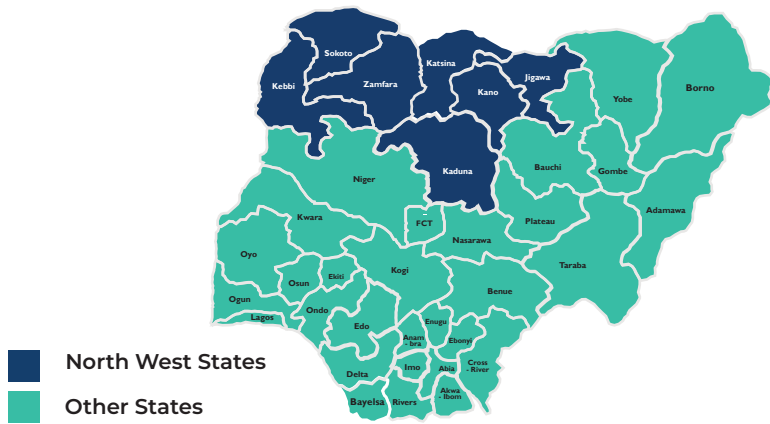 Sokoto
Katsina
Kebbi
Zamfara
Kano
Jigawa
Yobe
Borno
Kaduna
Bauchi
Gombe
Niger
Adamawa
Kwara
FCT
Plateau
Nasarawa
Oyo
Kogi
Taraba
Osun
Ekiti
Benue
Ogun
Lagos
Ondo
Edo
Enugu
Anam
- bra
Ebonyi
Imo
Abia
Cross
- River
Delta
Akwa
- Ibom
Bayelsa
Rivers
North West States
Other States